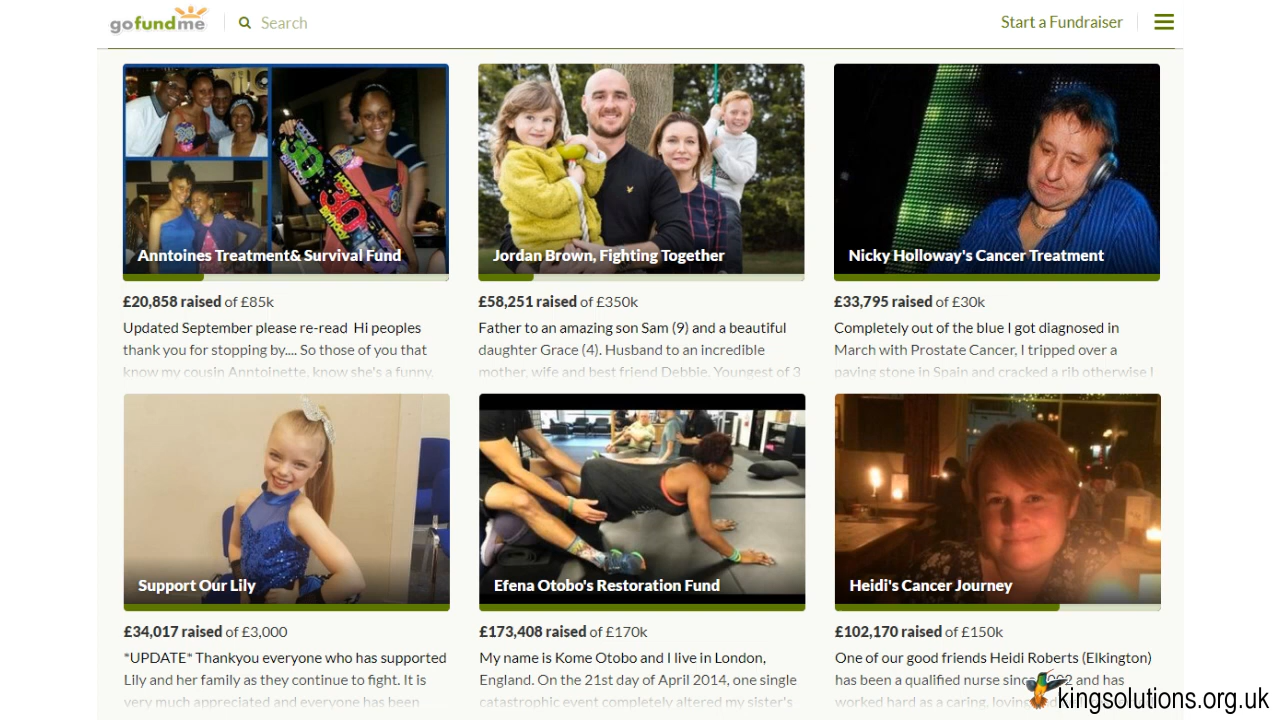 gofundme
Search
Start a Fundraiser
Anntoines Treatment& Survival Fund
£20,858 raised of £85k
Updated September please re-read Hi peoples
thank you for stopping by.... So those of you that
know my cousin Anntoinette, know she's a funny,
Jordan Brown, Fighting Together
£58,251 raised of £350k
Father to an amazing son Sam (9) and a beautiful
daughter Grace (4). Husband to an incredible
mother, wife and best friend Debbie. Youngest of 3
Nicky Holloway's Cancer Treatment
£33,795 raised of £30k
Completely out of the blue I got diagnosed in
March with Prostate Cancer, I tripped over a
paving stone in Spain and cracked a rib otherwise I
Support Our Lily
£34,017 raised of £3,000
*UPDATE* Thankyou everyone who has supported
Lily and her family as they continue to fight. It is
very much appreciated and everyone has been
Efena Otobo's Restoration Fund
£173,408 raised of £170k
My name is Kome Otobo and I live in London,
England. On the 21st day of April 2014, one single
catastrophic event completely altered my sister's
Heidi's Cancer Journey
£102,170 raised of £150k
One of our good friends Heidi Roberts (Elkington)
has been a qualified nurse and has
worked hard as a caring,
kingsolutions.org.uk